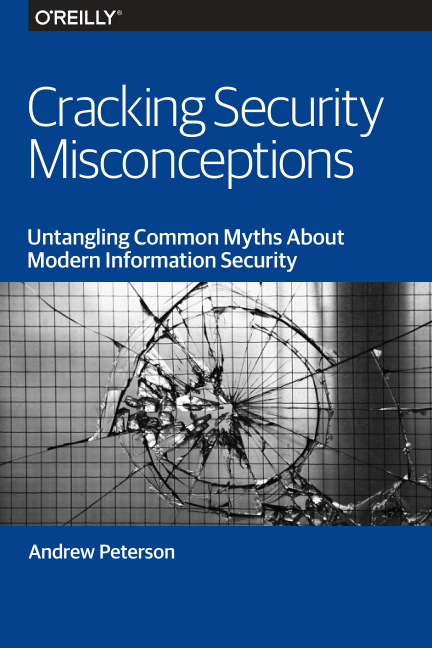 O'REILLY®
Cracking Security
Misconceptions
Untangling Common Myths About
Modern Information Security
Andrew Peterson